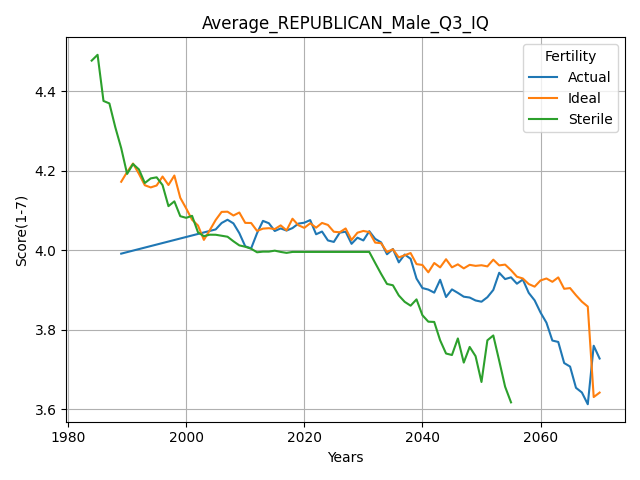 Average_REPUBLICAN_Male_Q3_IQ
Score(1-7)
4.4
4.2
4.0
3.8
3.6
1980
2000
2020
2040
2060
Years
Fertility
Actual
Ideal
Sterile